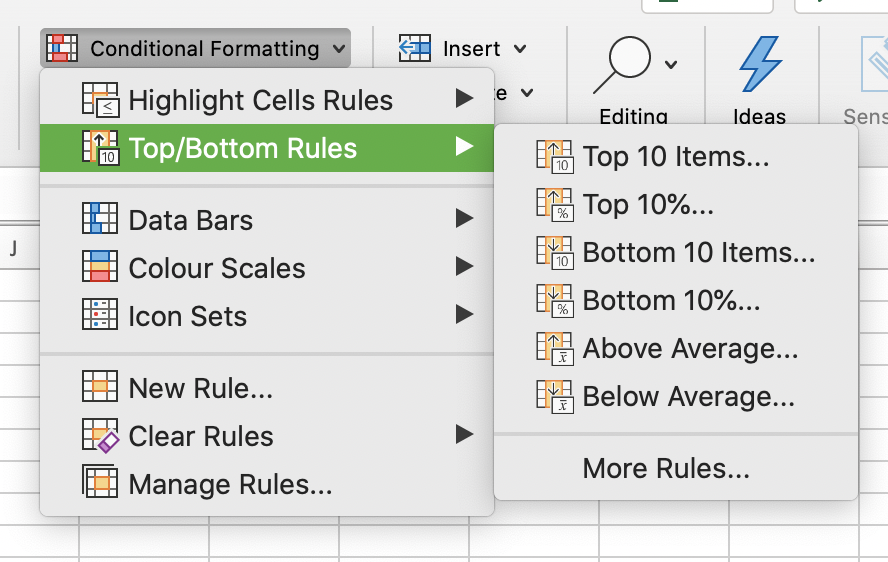 Conditional Formatting
Insert
Highlight Cells Rules
te
Editing
Ideas
Sens
Top/Bottom Rules
Top 10 Items...
Top 10%...
Bottom 10 Items...
Bottom 10%...
Above Average...
Below Average...
More Rules...
Data Bars
J
Colour Scales
Icon Sets
New Rule...
Clear Rules
Manage Rules...